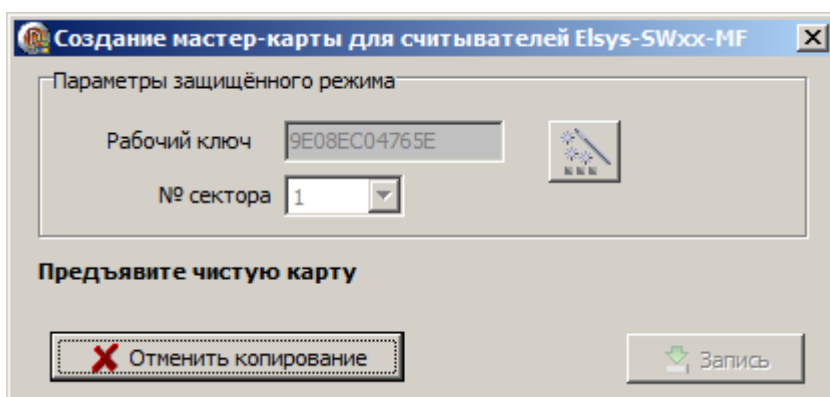 Создание мастер-карты для считывателей Elsys-SWxx-MF
Параметры защищённого режима
Рабочий ключ 9E08EC04765E
№ сектора 1
Предъявите чистую карту
Отменить копирование Запись